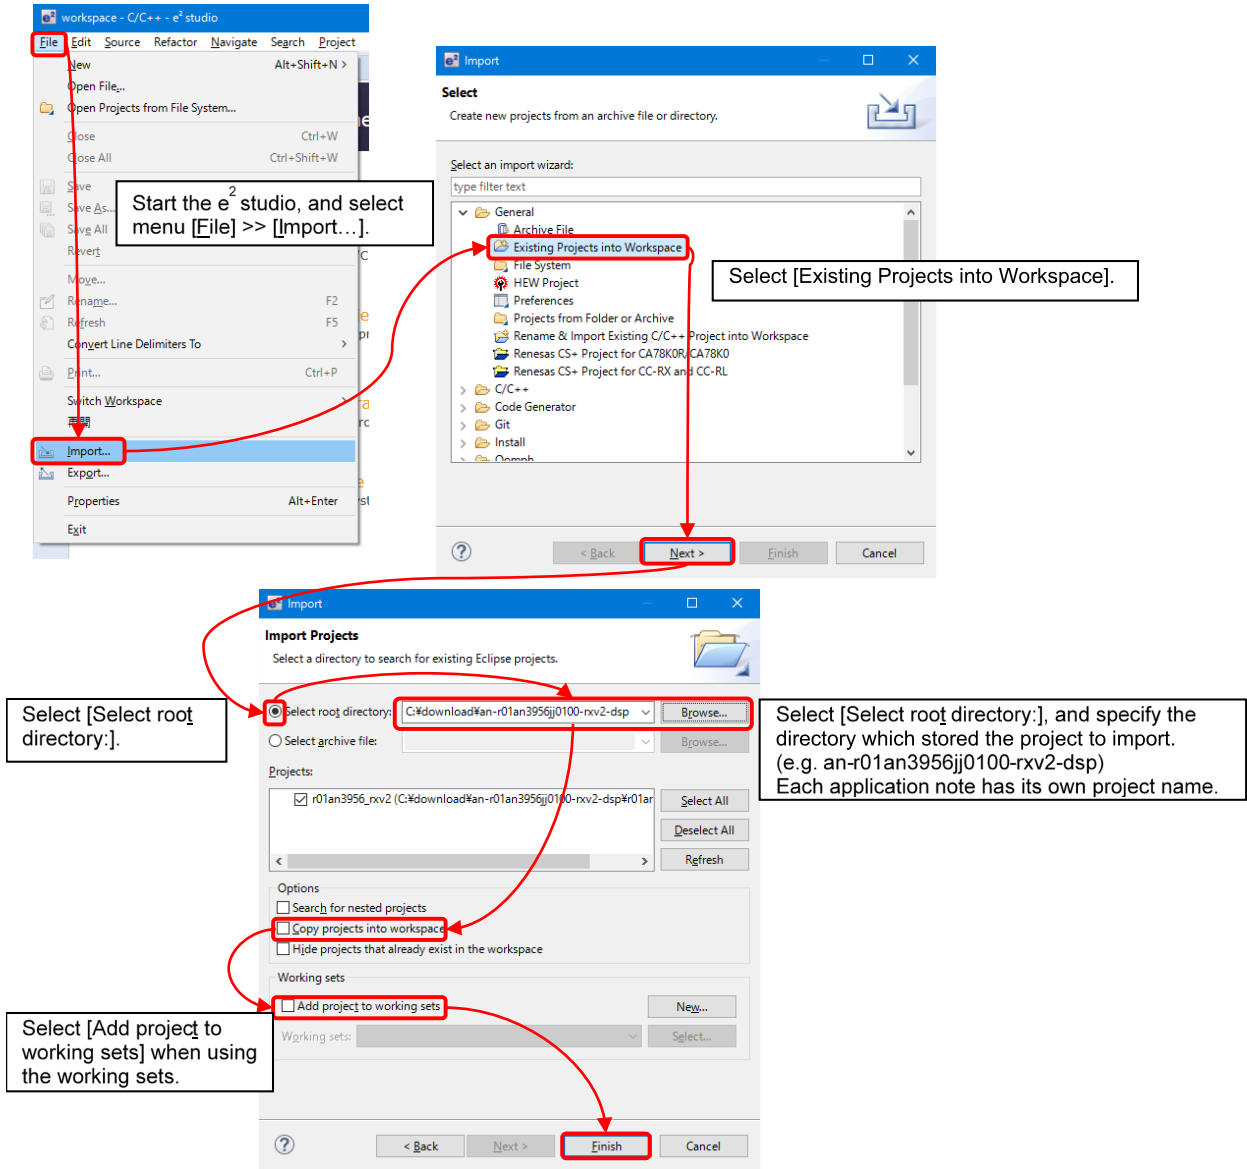 workspace - C/C++ - e² studio
File Edit Source Refactor Navigate Search Project
New Alt+Shift+N >
Open File...
Open Projects from File System...
Close Ctrl+W
Close All Ctrl+Shift+W
Save
Save As...
Save All
Revert
Move...
Rename... F2
Refresh F5
Convert Line Delimiters To >
Print... Ctrl+P
Switch Workspace >
再開
Import...
Export...
Properties Alt+Enter
Exit
Start the e² studio, and select
menu [File] >> [Import…].
e² Import
Select
Create new projects from an archive file or directory.
Select an import wizard:
type filter text
General
Archive File
Existing Projects into Workspace
File System
HEW Project
Preferences
Projects from Folder or Archive
Rename & Import Existing C/C++ Project into Workspace
Renesas CS+ Project for CA78K0R/CA78K0
Renesas CS+ Project for CC-RX and CC-RL
C/C++
Code Generator
Git
Install
Oomph
< Back Next > Finish Cancel
Select [Existing Projects into Workspace].
e² Import
Import Projects
Select a directory to search for existing Eclipse projects.
Select root directory: C:¥download¥an-r01an3956jj0100-rxv2-dsp Browse...
Select archive file: Browse...
Projects:
r01an3956_rxv2 (C:¥download¥an-r01an3956jj0100-rxv2-dsp¥r01ar
Select All
Deselect All
Refresh
Options
Search for nested projects
Copy projects into workspace
Hide projects that already exist in the workspace
Working sets
Add project to working sets New...
Working sets: Select...
< Back Next > Finish Cancel
Select [Select root
directory:].
Select [Select root directory:], and specify the
directory which stored the project to import.
(e.g. an-r01an3956jj0100-rxv2-dsp)
Each application note has its own project name.
Select [Add project to
working sets] when using
the working sets.